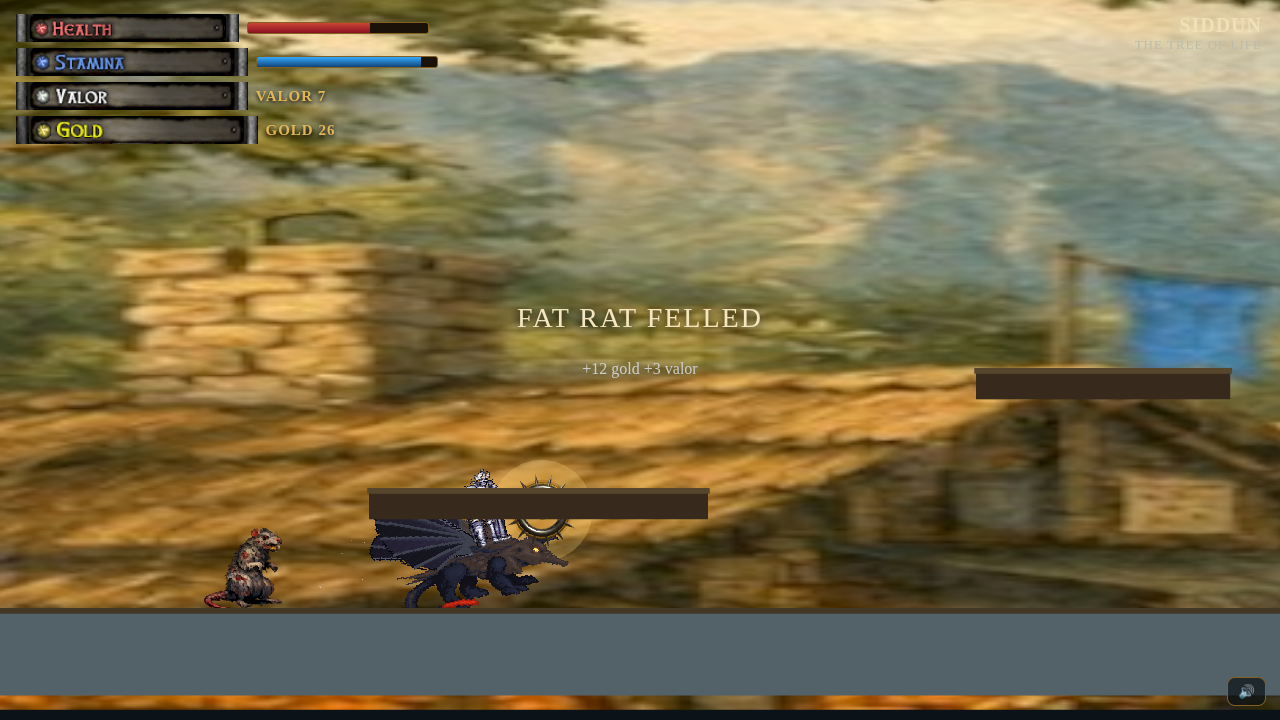 Health
Stamina
Valor
VALOR 7
Gold
GOLD 26
SIDDUN
THE TREE OF LIFE
FAT RAT FELLED
+12 gold +3 valor